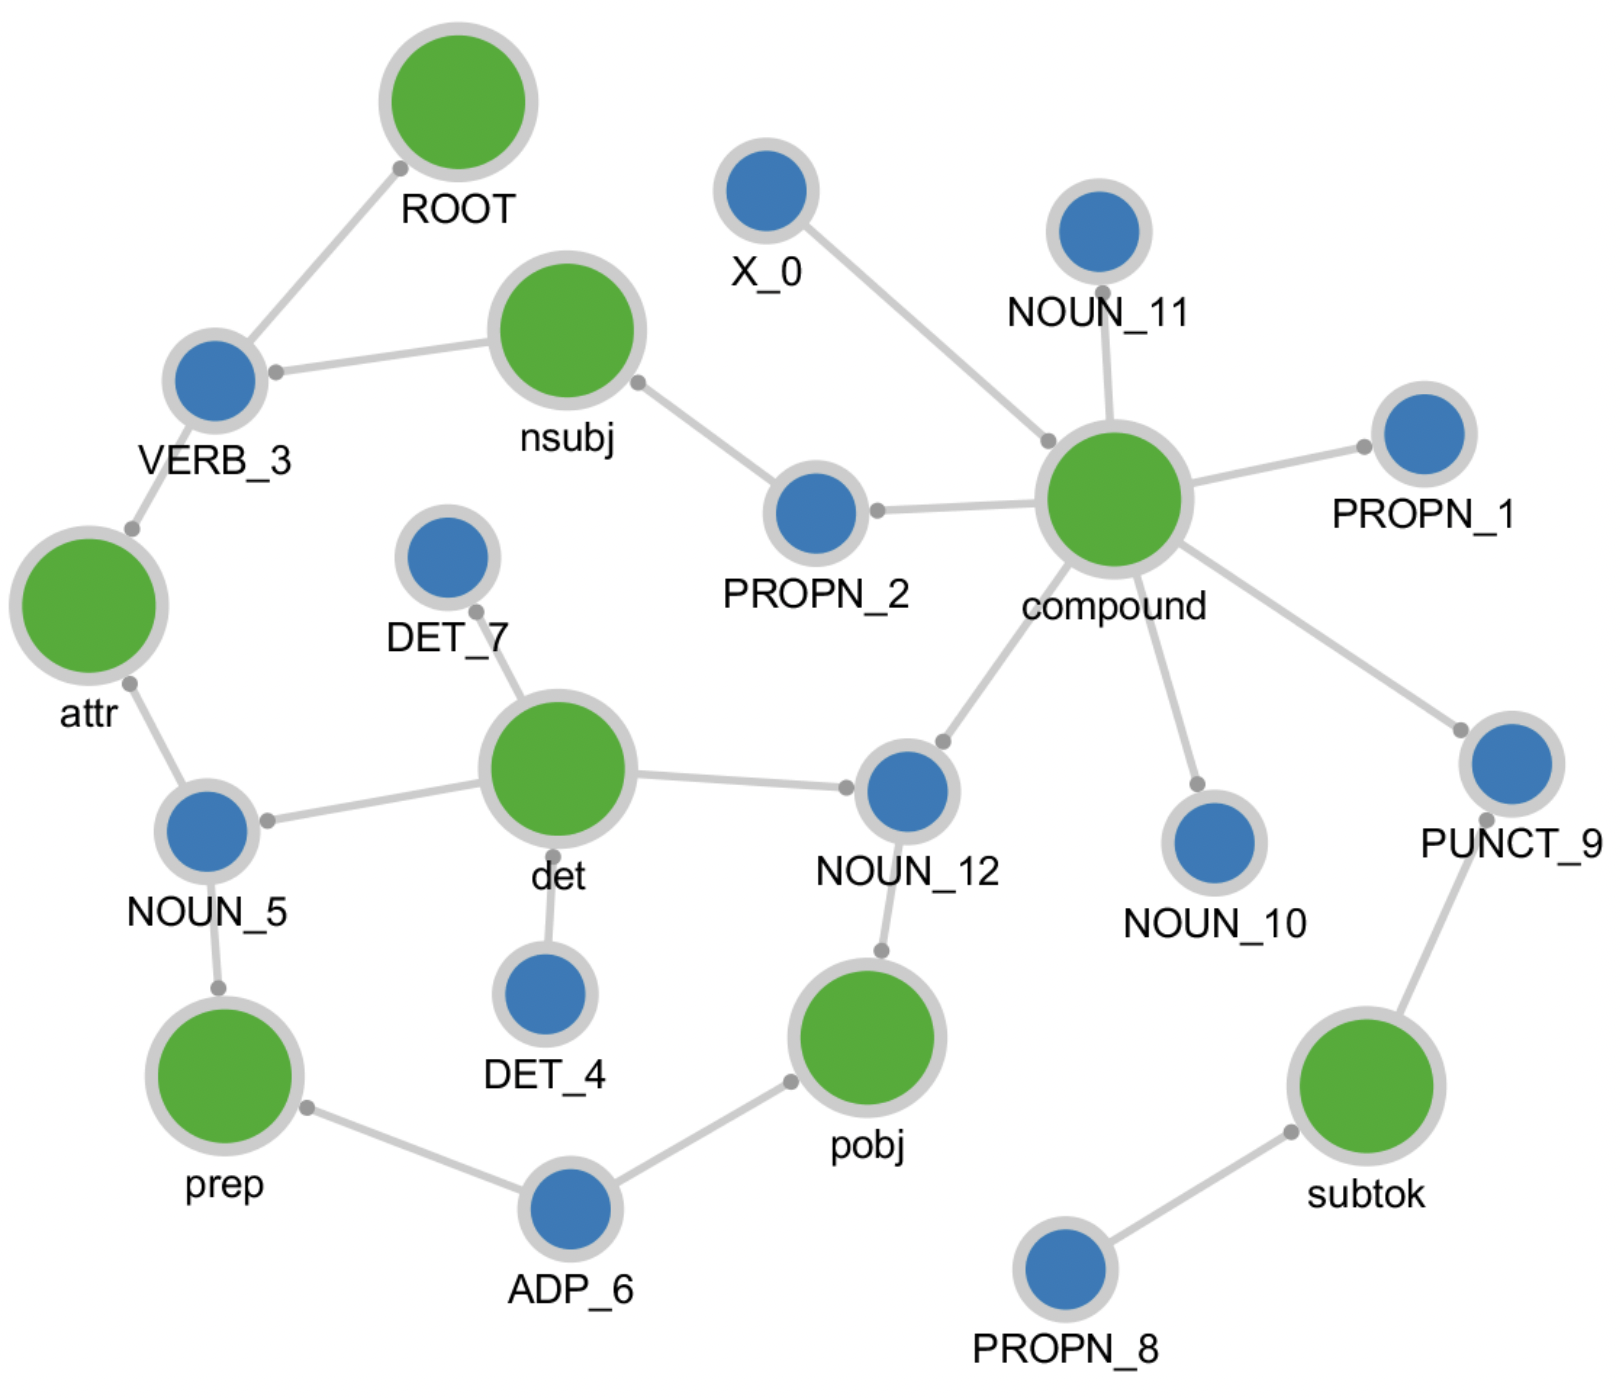 ROOT
X_0
NOUN_11
nsubj
VERB_3
PROPN_1
PROPN_2
compound
DET_7
attr
det
NOUN_12
PUNCT_9
NOUN_5
NOUN_10
DET_4
pobj
prep
subtok
ADP_6
PROPN_8